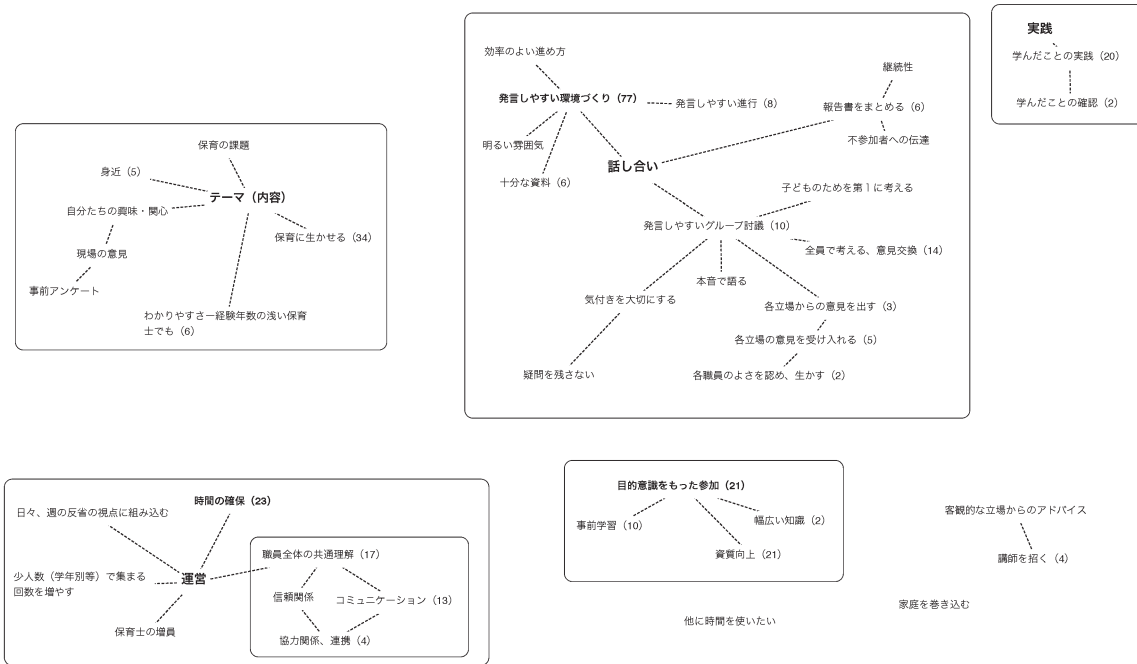 実践
学んだことの実践（20）
学んだことの確認（2）
効率のよい進め方
発言しやすい環境づくり（77）
発言しやすい進行（8）
継続性
報告書をまとめる（6）
不参加者への伝達
明るい雰囲気
十分な資料（6）
話し合い
子どものためを第１に考える
発言しやすいグループ討議（10）
全員で考える、意見交換（14）
本音で語る
気付きを大切にする
各立場からの意見を出す（3）
各立場の意見を受け入れる（5）
疑問を残さない
各職員のよさを認め、生かす（2）
保育の課題
身近（5）
テーマ（内容）
自分たちの興味・関心
保育に生かせる（34）
現場の意見
事前アンケート
わかりやすさー経験年数の浅い保育
士でも（6）
時間の確保（23）
日々、週の反省の視点に組み込む
職員全体の共通理解（17）
少人数（学年別等）で集まる
回数を増やす
運営
信頼関係
コミュニケーション（13）
保育士の増員
協力関係、連携（4）
目的意識をもった参加（21）
事前学習（10）
幅広い知識（2）
資質向上（21）
客観的な立場からのアドバイス
講師を招く（4）
家庭を巻き込む
他に時間を使いたい